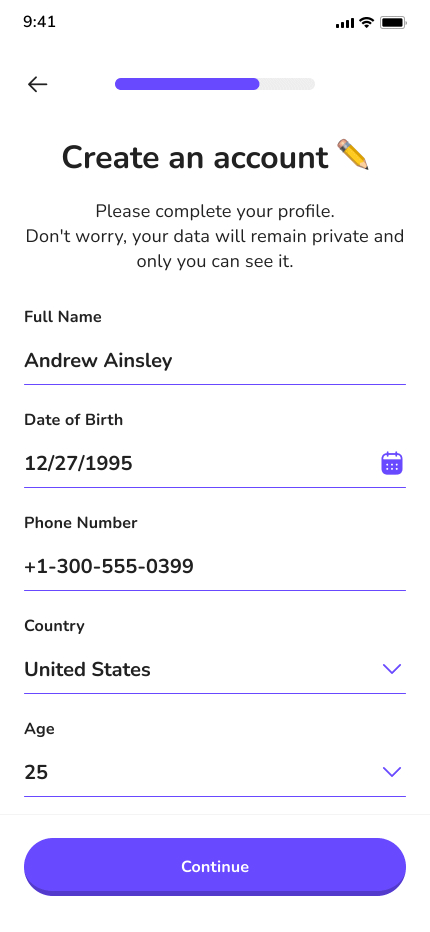 9:41
Create an account ✏️
Please complete your profile.
Don't worry, your data will remain private and
only you can see it.
Full Name
Andrew Ainsley
Date of Birth
12/27/1995
Phone Number
+1-300-555-0399
Country
United States
Age
25
Continue